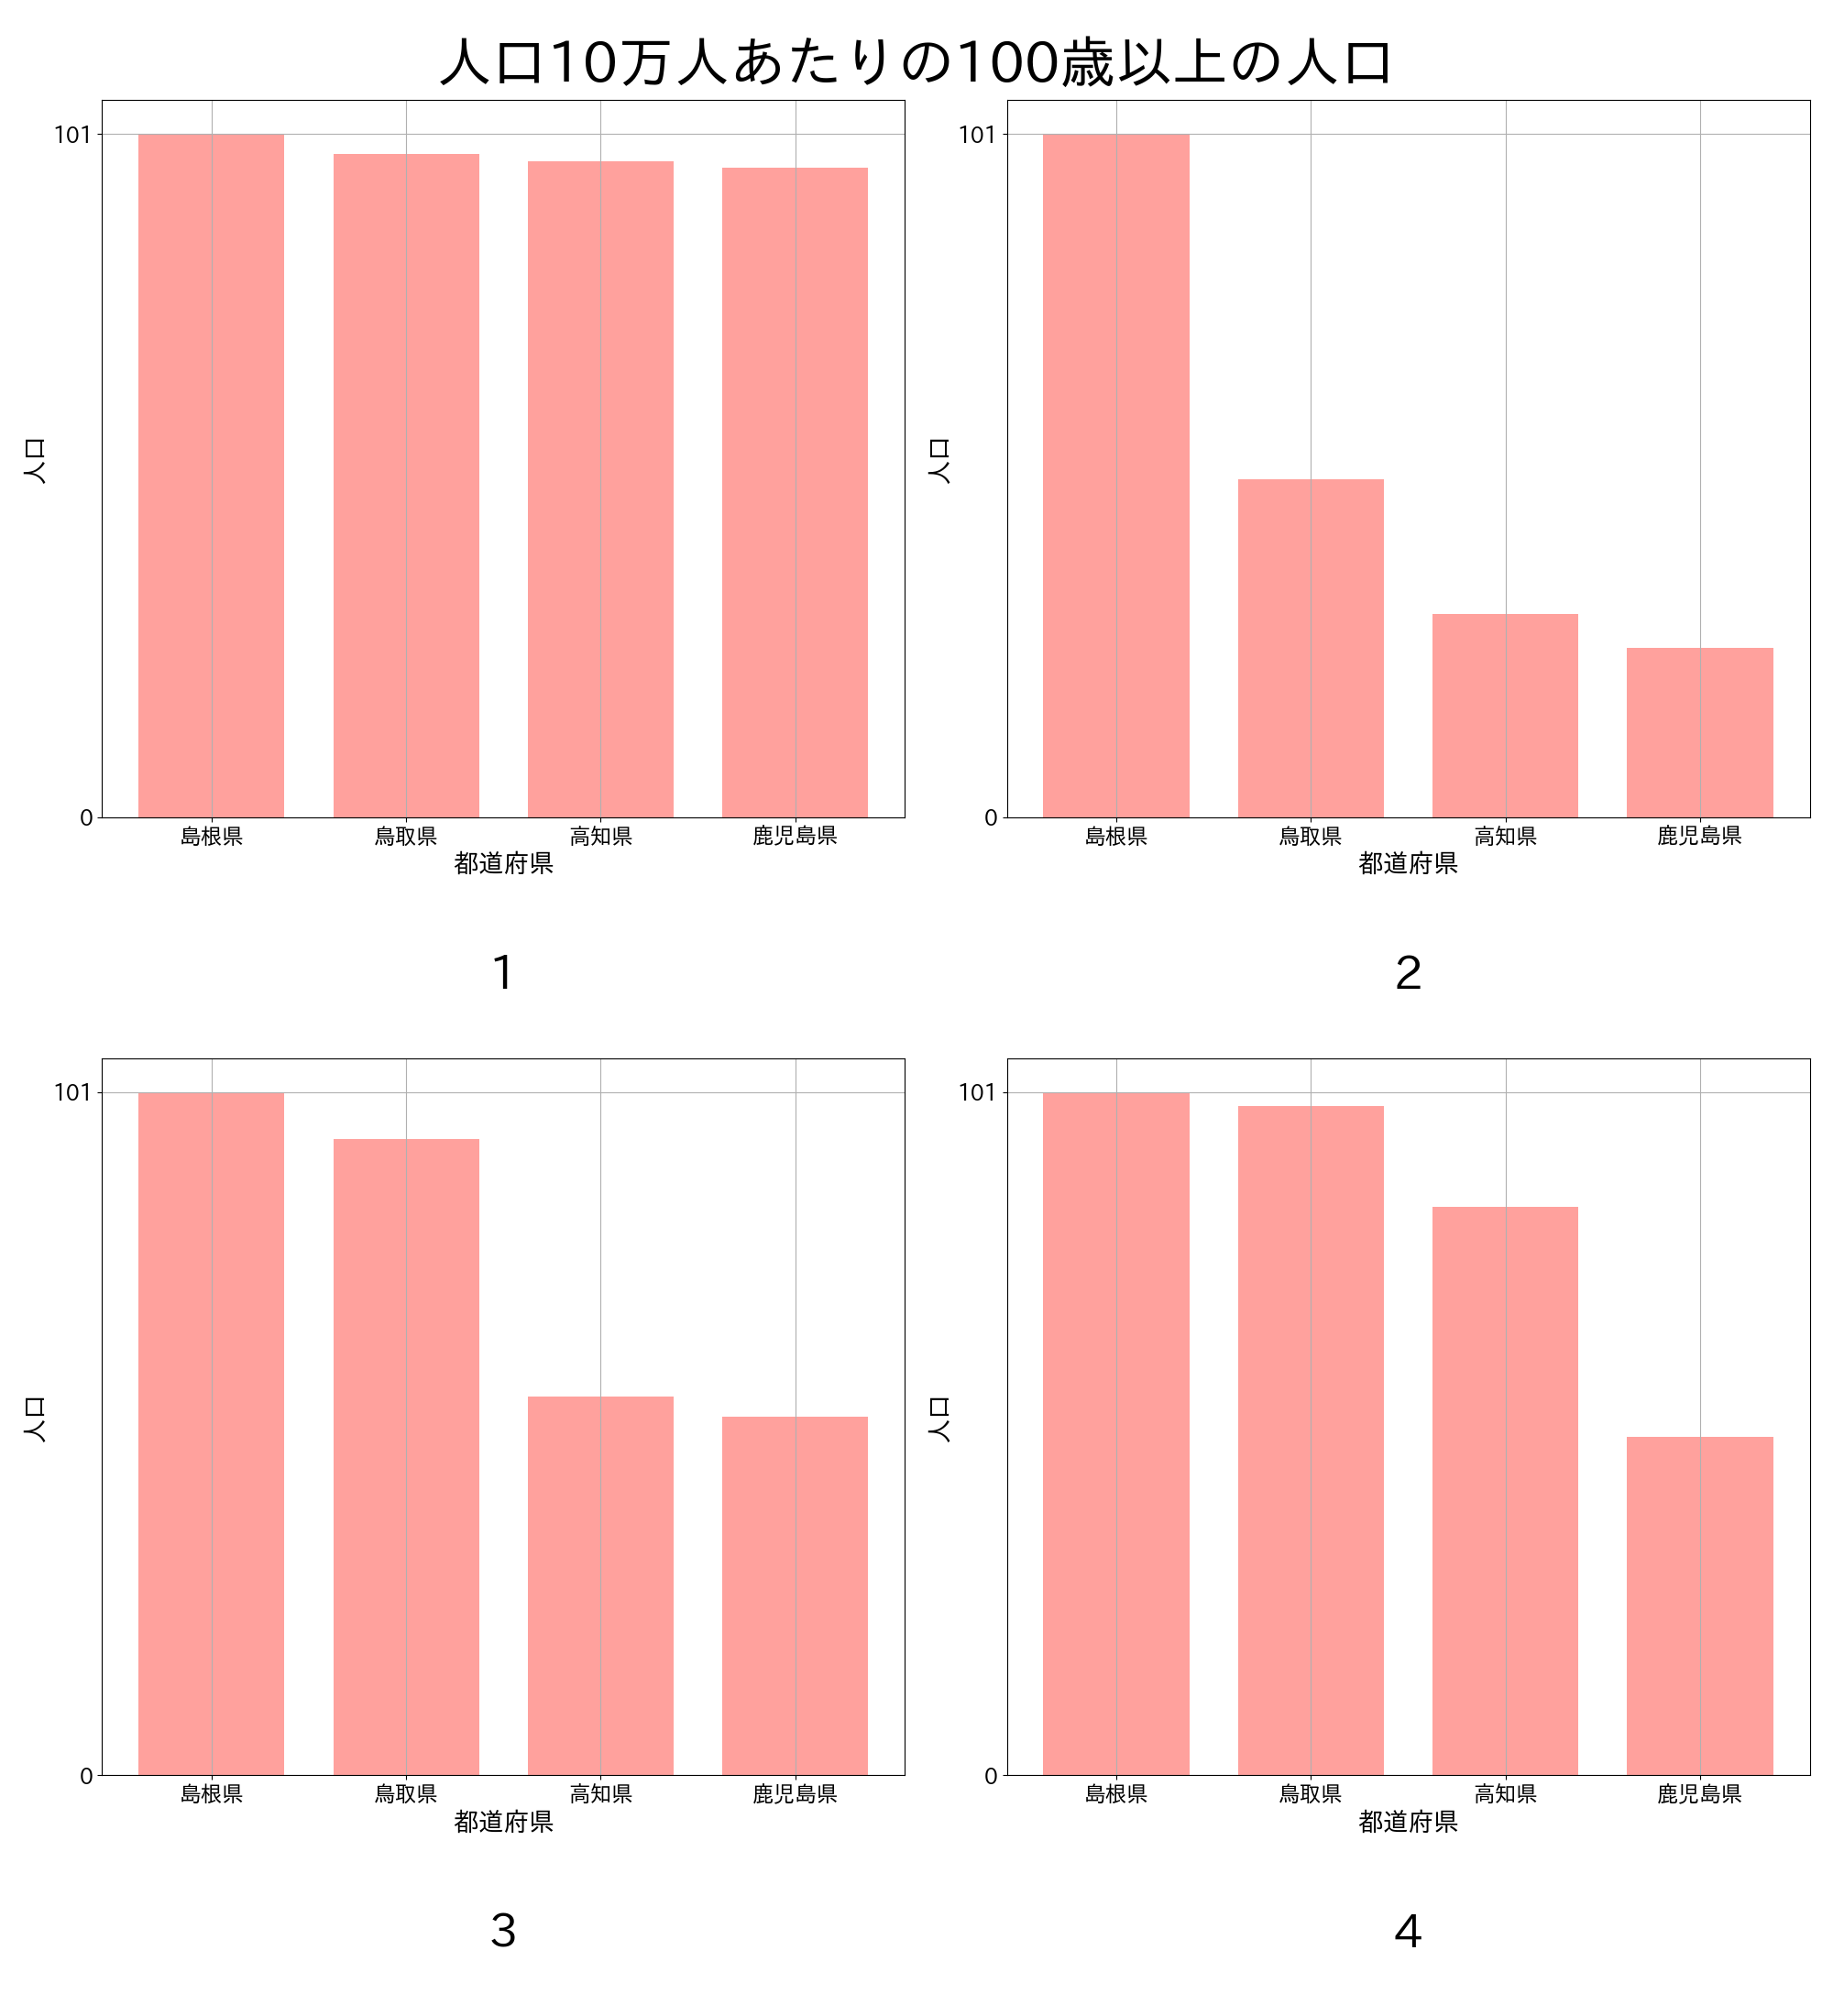 人口10万人あたりの100歳以上の人口
101
0
人口
島根県 鳥取県 高知県 鹿児島県
都道府県
1
101
0
人口
島根県 鳥取県 高知県 鹿児島県
都道府県
2
101
0
人口
島根県 鳥取県 高知県 鹿児島県
都道府県
3
101
0
人口
島根県 鳥取県 高知県 鹿児島県
都道府県
4